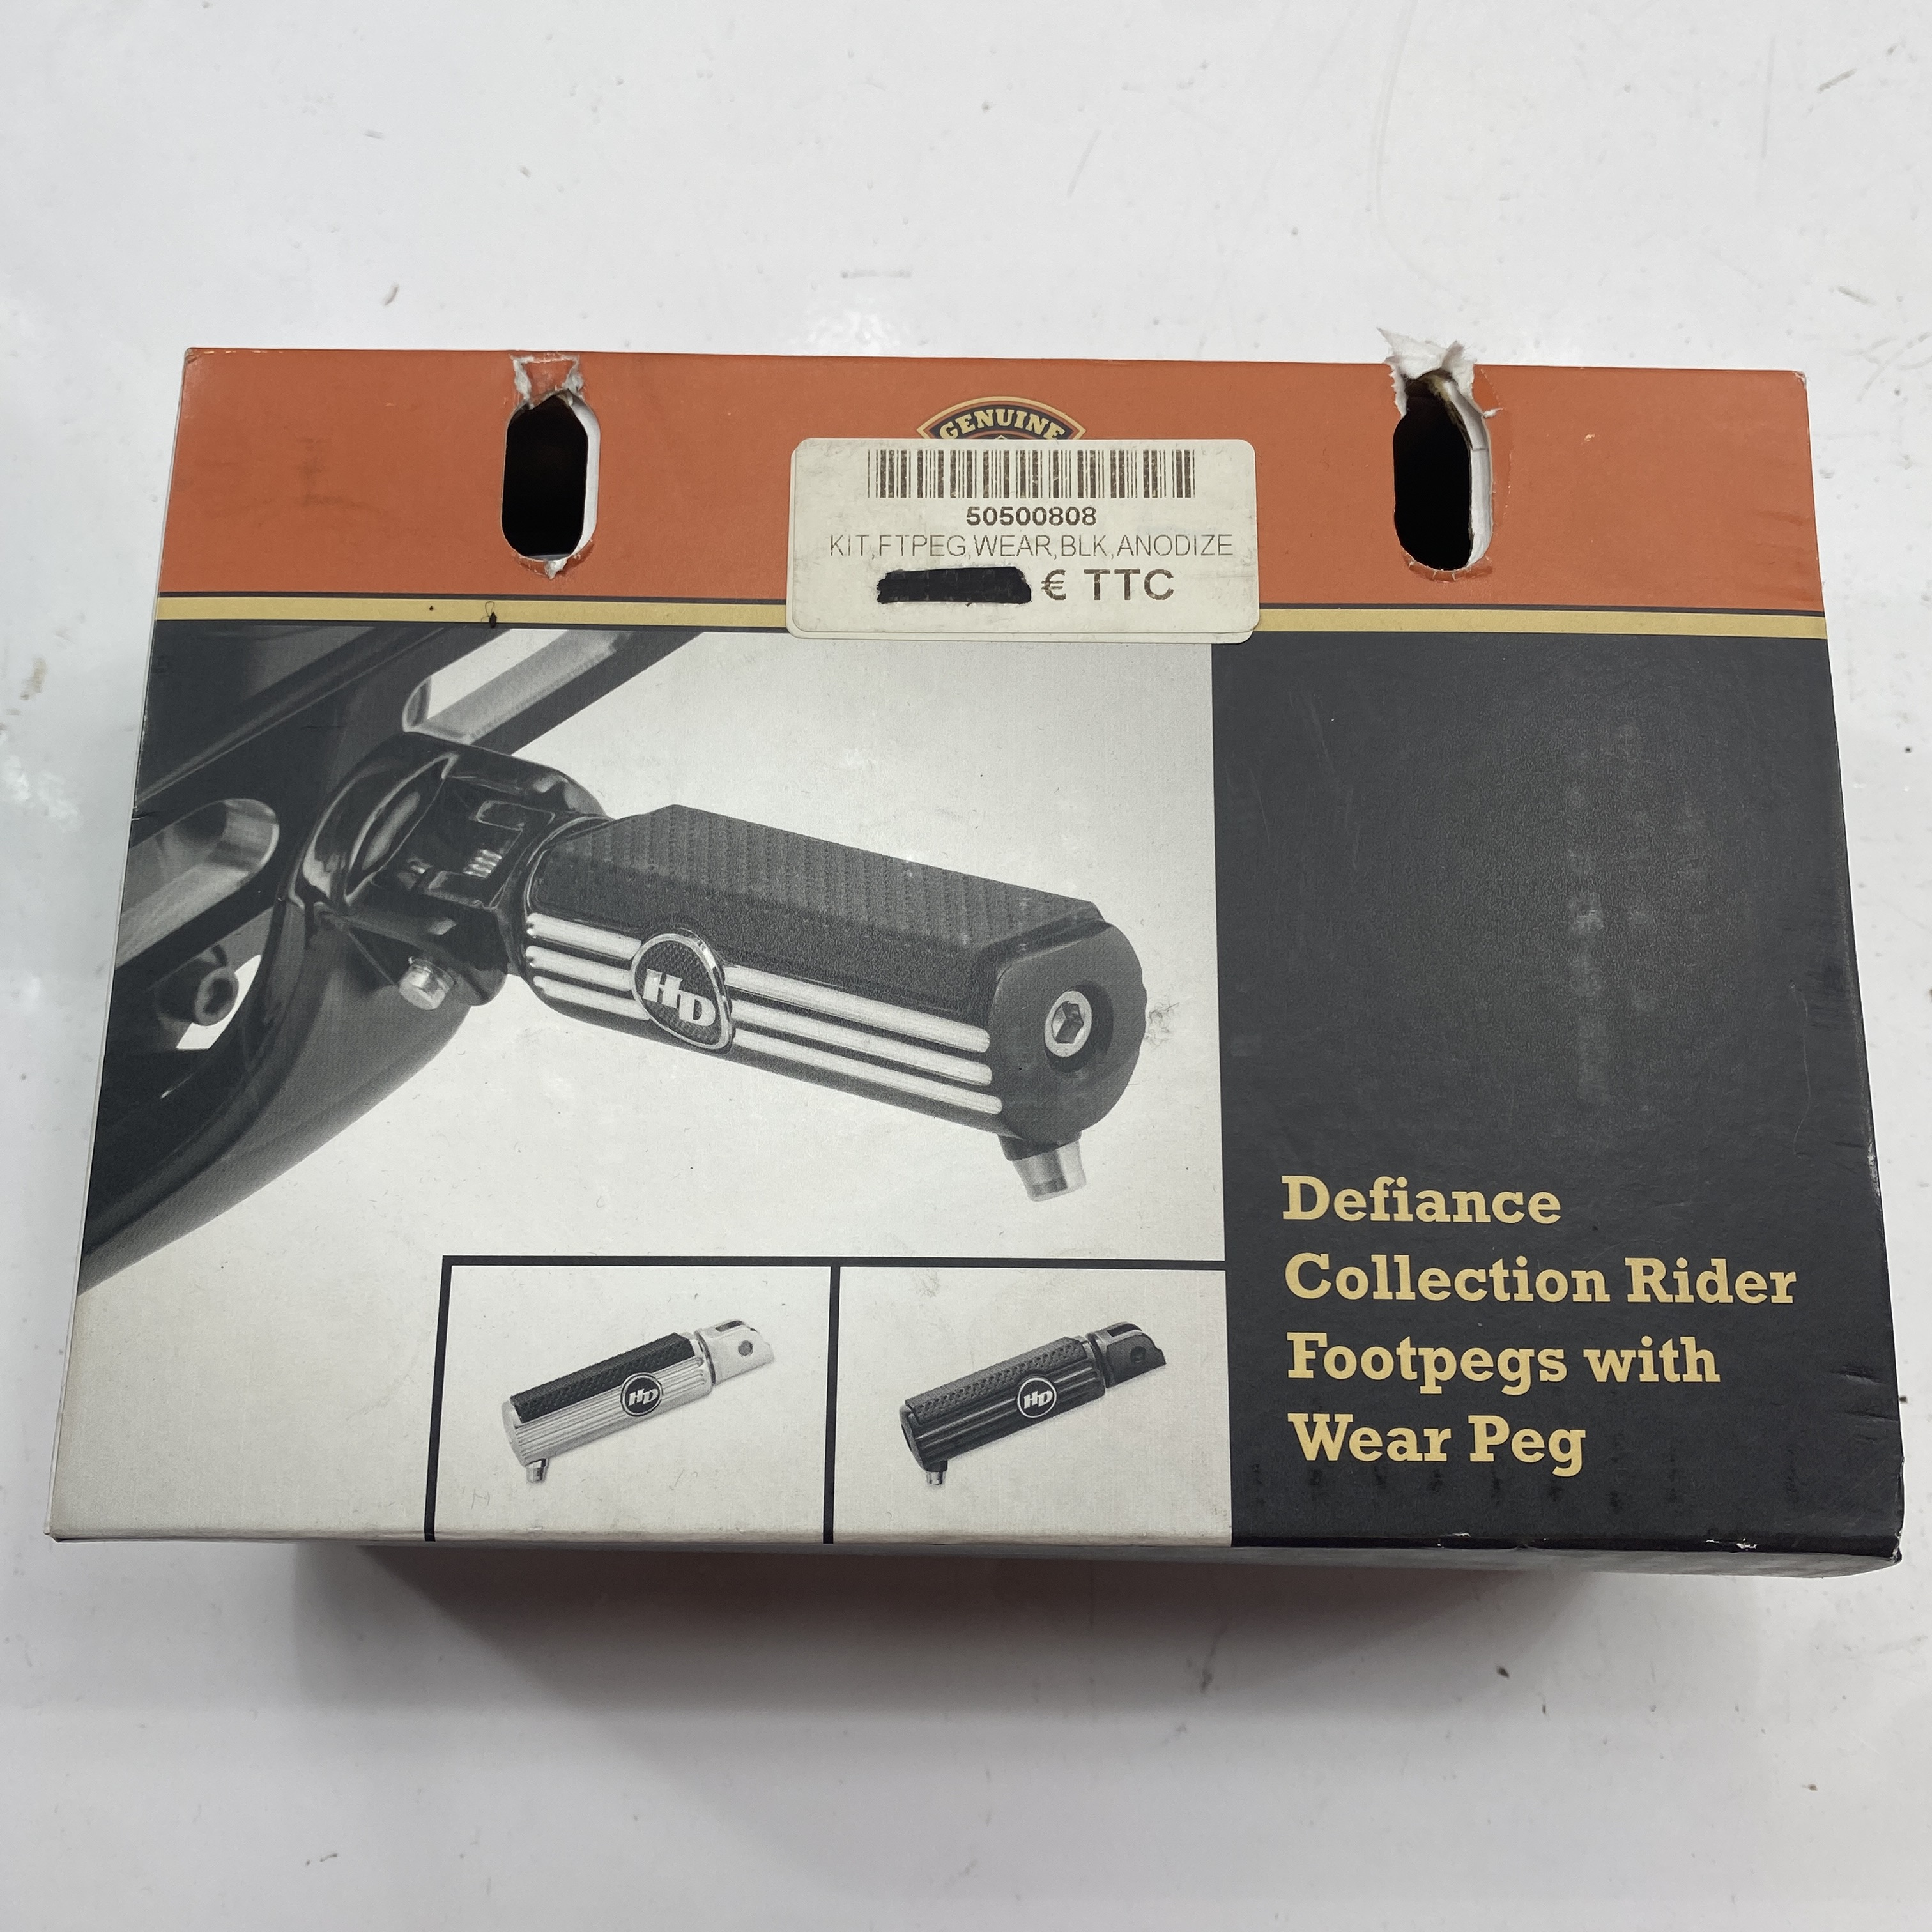 GENUINE
50500808
KIT,FTPEG,WEAR,BLK,ANODIZE
€ TTC
HD
HD
HD
Defiance
Collection Rider
Footpegs with
Wear Peg